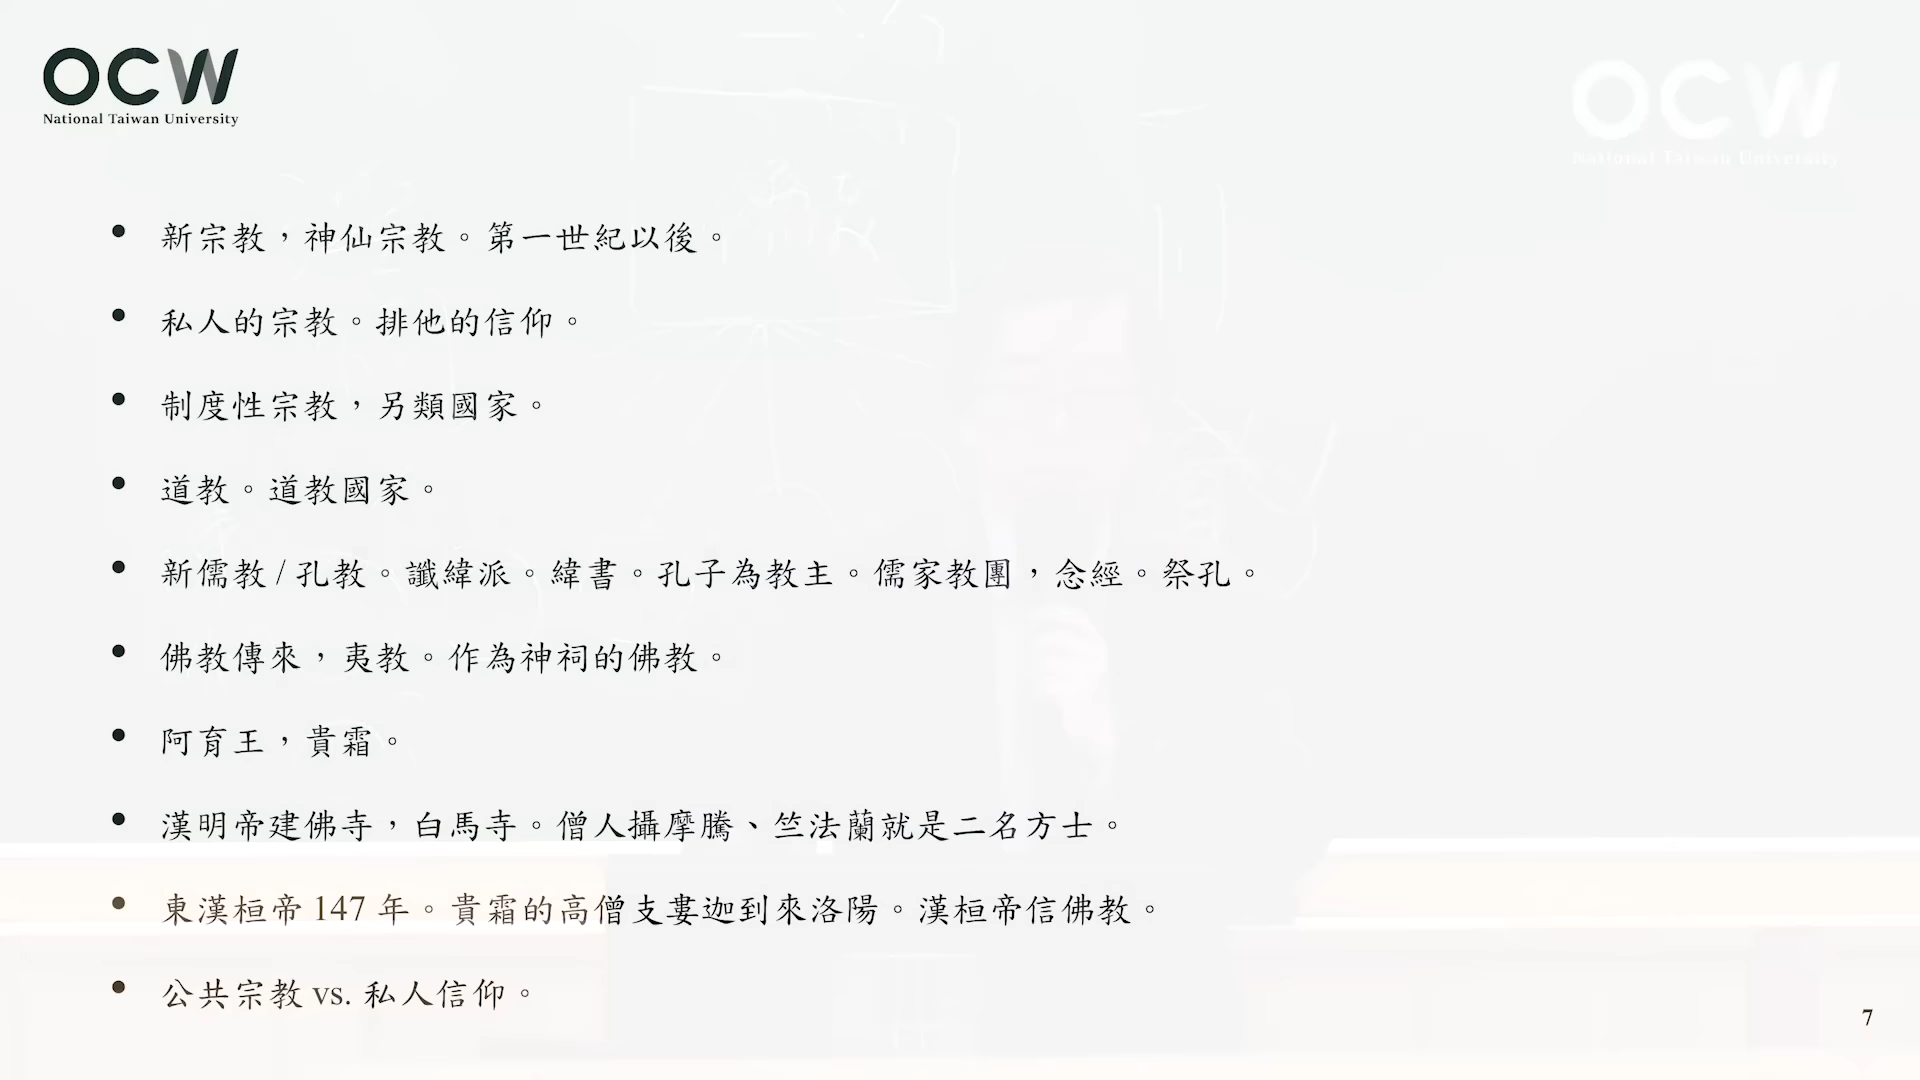 OCW
National Taiwan University
OCW
National Taiwan University
• 新宗教，神仙宗教。第一世紀以後。
• 私人的宗教。排他的信仰。
• 制度性宗教，另類國家。
• 道教。道教國家。
• 新儒教 / 孔教。讖緯派。緯書。孔子為教主。儒家教團，念經。祭孔。
• 佛教傳來，夷教。作為神祠的佛教。
• 阿育王，貴霜。
• 漢明帝建佛寺，白馬寺。僧人攝摩騰、竺法蘭就是二名方士。
• 東漢桓帝 147 年。貴霜的高僧支婁迦到來洛陽。漢桓帝信佛教。
• 公共宗教 vs. 私人信仰。
7